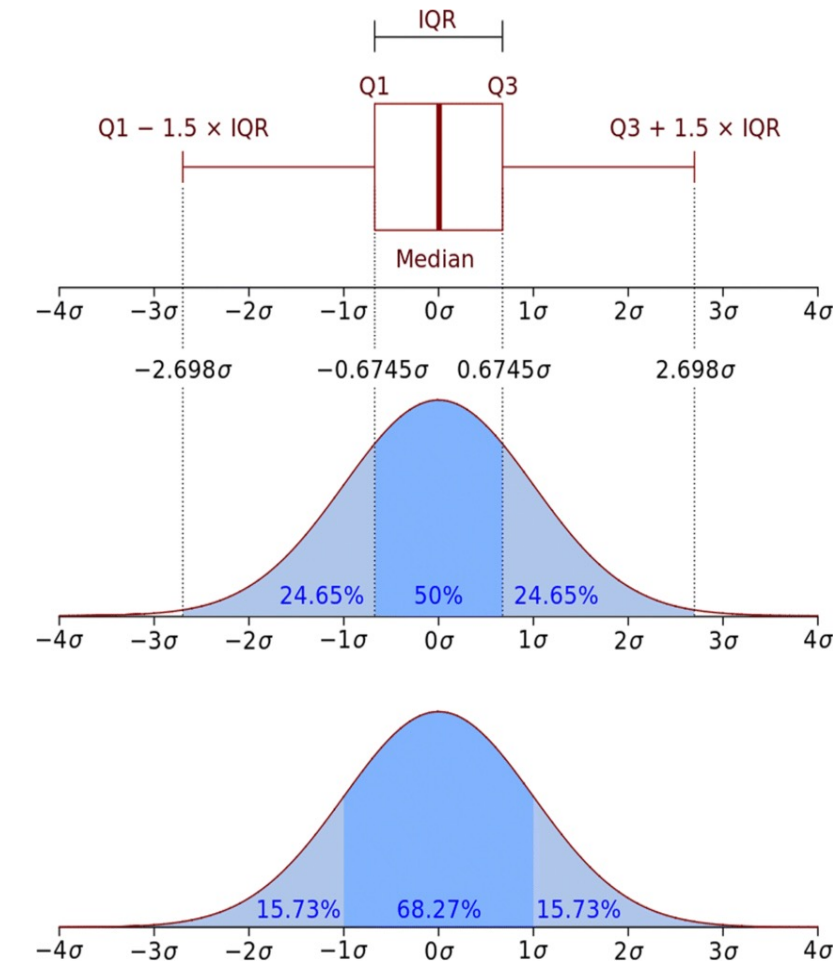 IQR
Q1 Q3
Q1 − 1.5 × IQR Q3 + 1.5 × IQR
Median
−4σ −3σ −2σ −1σ 0σ 1σ 2σ 3σ 4σ
−2.698σ −0.6745σ 0.6745σ 2.698σ
24.65% 50% 24.65%
−4σ −3σ −2σ −1σ 0σ 1σ 2σ 3σ 4σ
15.73% 68.27% 15.73%
−4σ −3σ −2σ −1σ 0σ 1σ 2σ 3σ 4σ